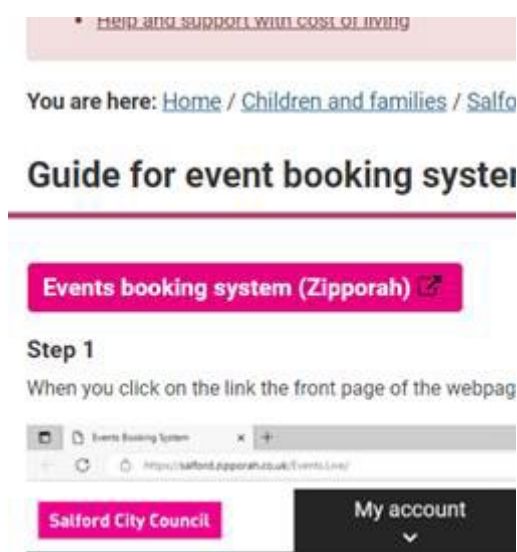 Help and support with cost of living
You are here: Home / Children and families / Salfo
Guide for event booking system
Events booking system (Zipporah)
Step 1
When you click on the link the front page of the webpag
Events Booking System
https://salford.zipporah.co.uk/Events.Live/
Salford City Council
My account